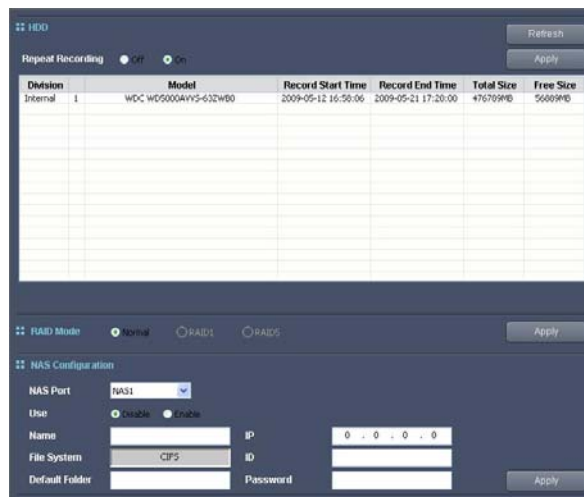 HDD
Refresh
Repeat Recording Off On Apply
Division Model Record Start Time Record End Time Total Size Free Size
Internal 1 WDC WD5000AVVS-63ZWB0 2009-05-12 16:58:06 2009-05-21 17:20:00 476709MB 56889MB
RAID Mode Normal RAID1 RAID5 Apply
NAS Configuration
NAS Port NAS1
Use Disable Enable
Name IP 0 . 0 . 0 . 0
File System CIFS ID
Default Folder Password Apply